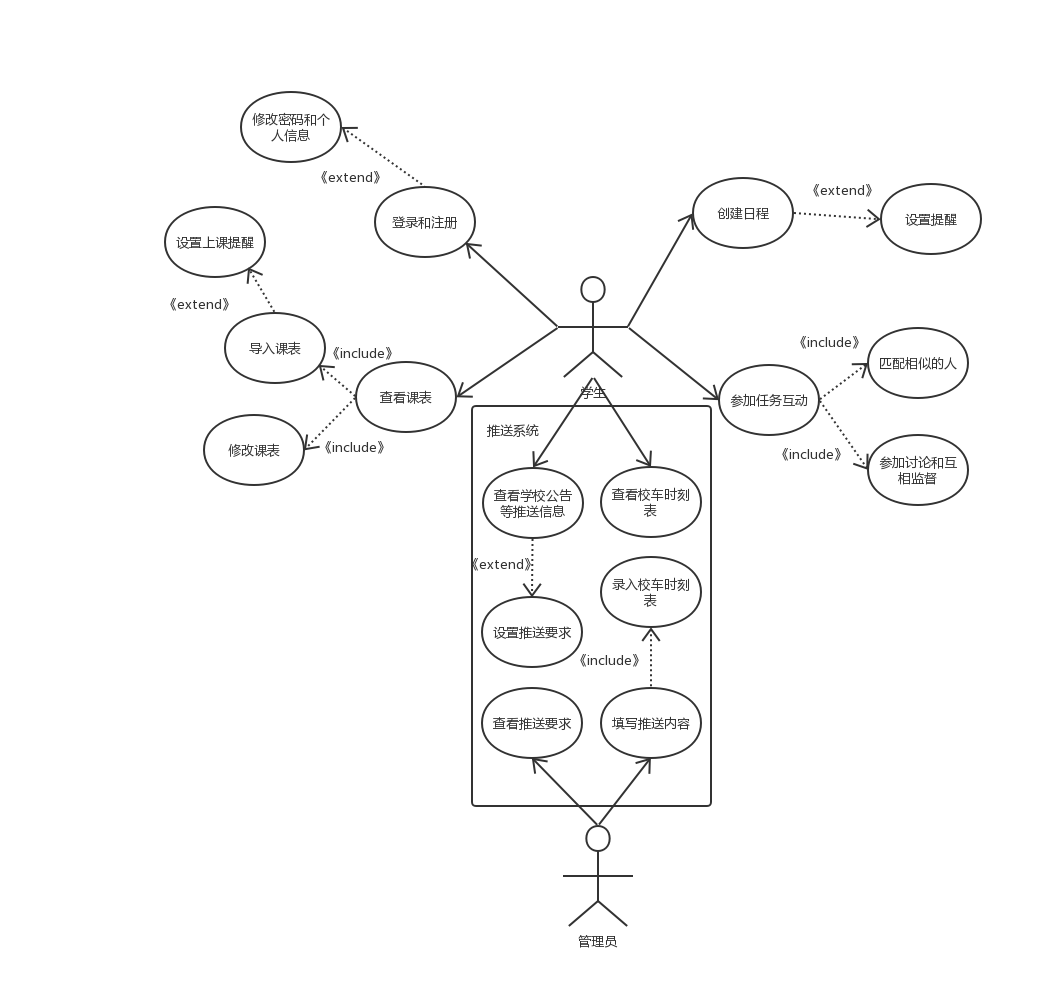 修改密码和个
人信息
《extend》
登录和注册
创建日程
《extend》
设置提醒
设置上课提醒
《extend》
导入课表
《include》
查看课表
修改课表
《include》
学生
《include》
匹配相似的人
参加任务互动
《include》
参加讨论和互
相监督
推送系统
查看学校公告
等推送信息
查看校车时刻
表
《extend》
录入校车时刻
表
设置推送要求
《include》
查看推送要求
填写推送内容
管理员